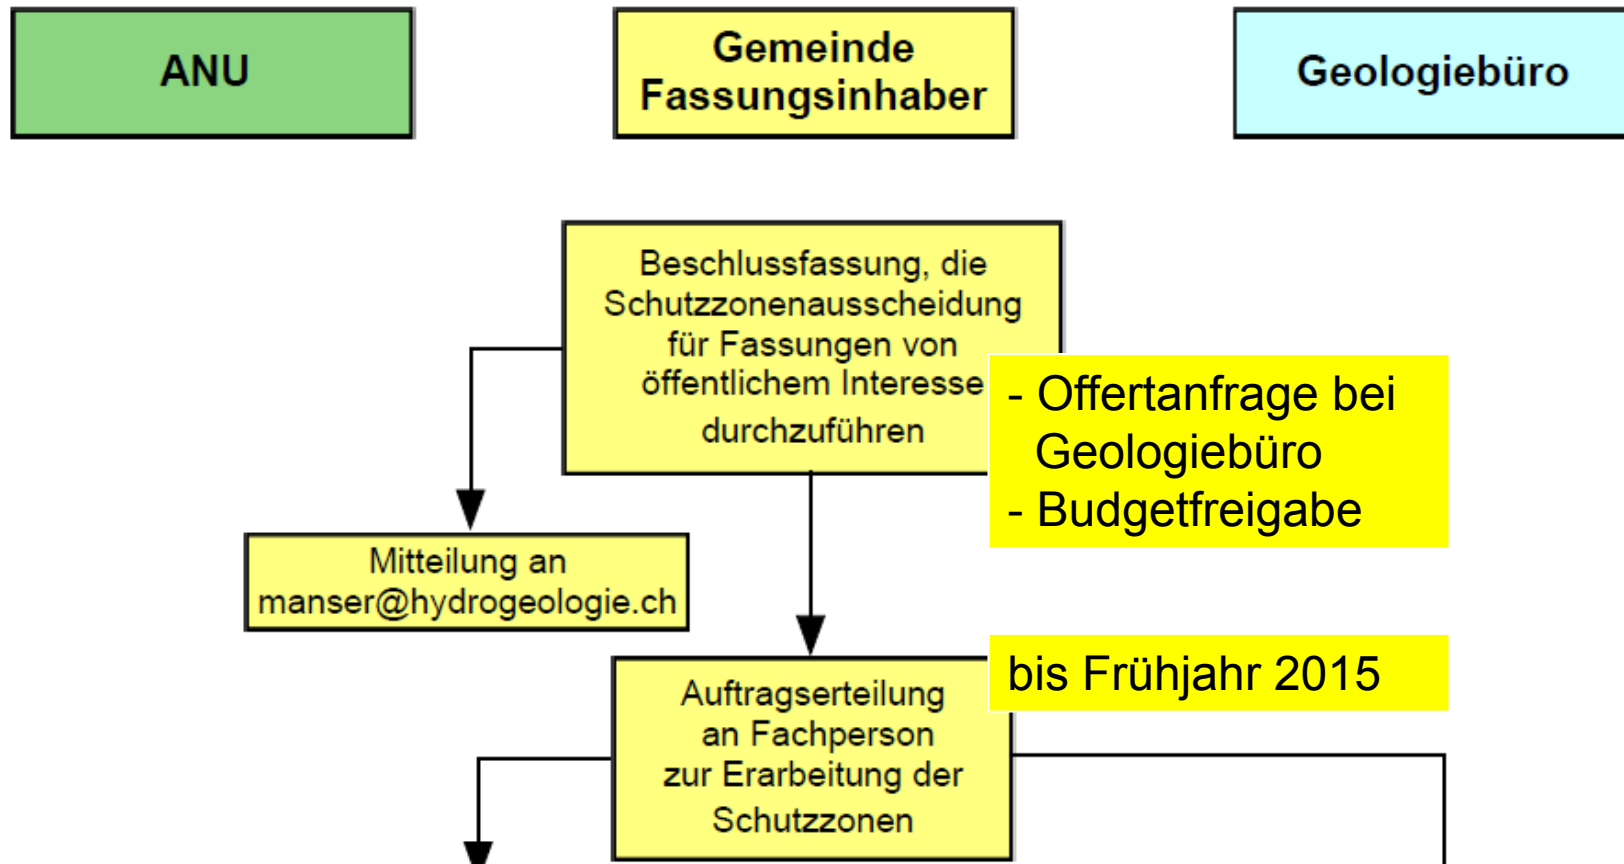 ANU
Gemeinde
Fassungsinhaber
Geologiebüro
Beschlussfassung, die
Schutzzonenausscheidung
für Fassungen von
öffentlichem Interesse
durchzuführen
- Offertanfrage bei
Geologiebüro
- Budgetfreigabe
Mitteilung an
manser@hydrogeologie.ch
bis Frühjahr 2015
Auftragserteilung
an Fachperson
zur Erarbeitung der
Schutzzonen